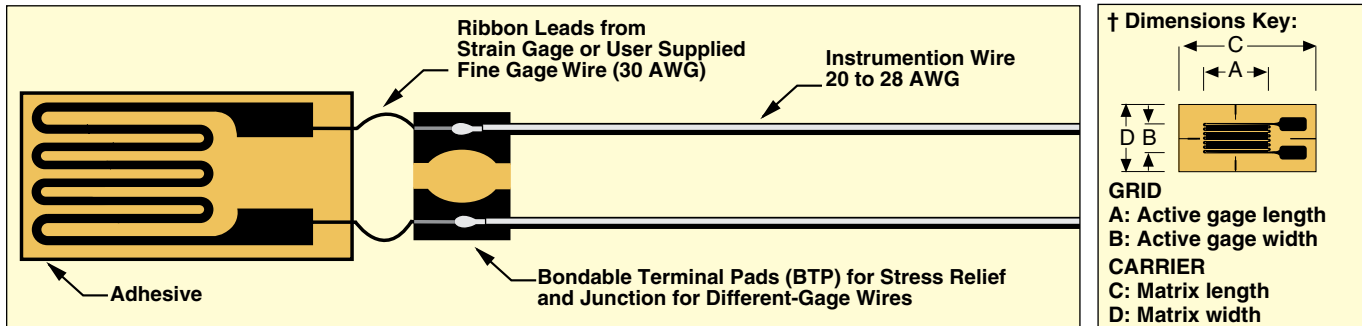 Ribbon Leads from
Strain Gage or User Supplied
Fine Gage Wire (30 AWG)
Instrumention Wire
20 to 28 AWG
Adhesive
Bondable Terminal Pads (BTP) for Stress Relief
and Junction for Different-Gage Wires
† Dimensions Key:
C
A
D B
GRID
A: Active gage length
B: Active gage width
CARRIER
C: Matrix length
D: Matrix width